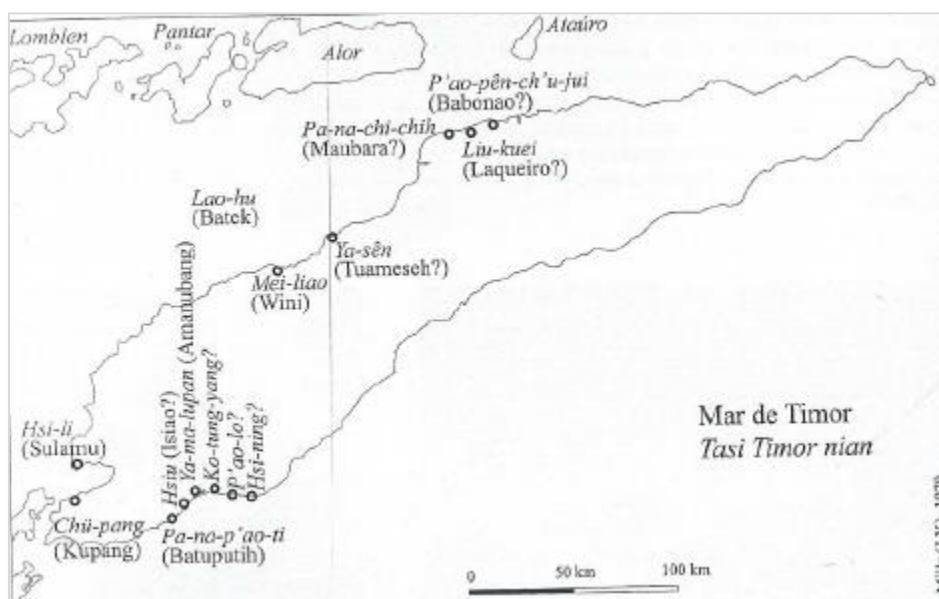 Lomblen
Pantar
Alor
Ataúro
P'ao-pên-ch'u-jui
(Babonao?)
Pa-na-chi-chih
(Maubara?)
Liu-kuei
(Laqueiro?)
Lao-hu
(Batek)
Ya-sên
(Tuameseh?)
Mei-liao
(Wini)
Hsi-li
(Sulamu)
Chü-pang
(Kupang)
Hsiu (Isiao?)
Ya-ma-lupan (Amanubang)
Ko-tung-yang?
P'ao-lo?
Hsi-ning?
Pa-na-p'ao-ti
(Batuputih)
Mar de Timor
Tasi Timor nian
0 50 km 100 km